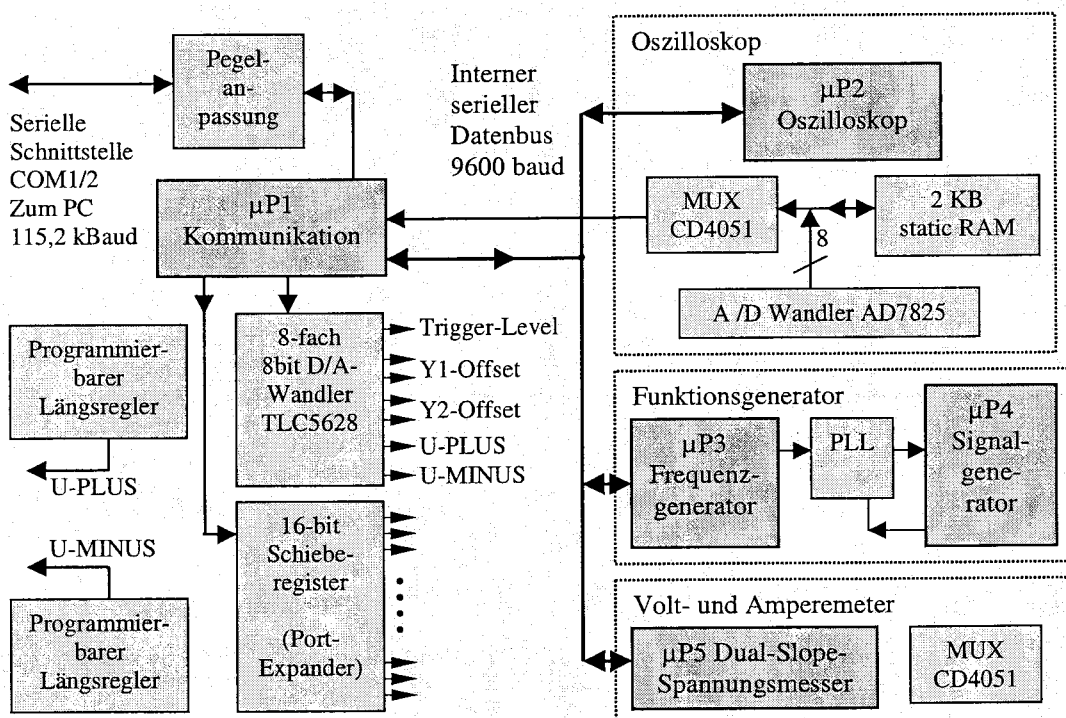 Pegel-
an-
passung
Serielle
Schnittstelle
COM1/2
Zum PC
115,2 kBaud
Interner
serieller
Datenbus
9600 baud
µP1
Kommunikation
Oszilloskop
µP2
Oszilloskop
MUX
CD4051
2 KB
static RAM
8
A /D Wandler AD7825
Programmier-
barer
Längsregler
U-PLUS
U-MINUS
Programmier-
barer
Längsregler
8-fach
8bit D/A-
Wandler
TLC5628
Trigger-Level
Y1-Offset
Y2-Offset
U-PLUS
U-MINUS
16-bit
Schiebe-
register
(Port-
Expander)
Funktionsgenerator
µP3
Frequenz-
generator
PLL
µP4
Signal-
gene-
rator
Volt- und Amperemeter
µP5 Dual-Slope-
Spannungsmesser
MUX
CD4051